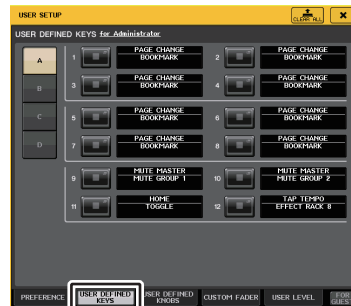 USER SETUP
CLEAR ALL
USER DEFINED KEYS for Administrator
A
B
C
D
1
PAGE CHANGE
BOOKMARK
2
PAGE CHANGE
BOOKMARK
3
PAGE CHANGE
BOOKMARK
4
PAGE CHANGE
BOOKMARK
5
PAGE CHANGE
BOOKMARK
6
PAGE CHANGE
BOOKMARK
7
PAGE CHANGE
BOOKMARK
8
PAGE CHANGE
BOOKMARK
9
MUTE MASTER
MUTE GROUP 1
10
MUTE MASTER
MUTE GROUP 2
11
HOME
TOGGLE
12
TAP TEMPO
EFFECT RACK 8
PREFERENCE
USER DEFINED
KEYS
USER DEFINED
KNOBS
CUSTOM FADER
USER LEVEL
FOR
GUES